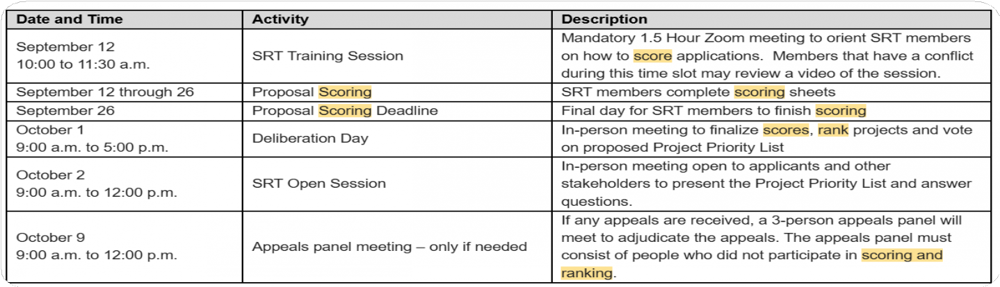 Date and Time
Activity
Description
September 12
10:00 to 11:30 a.m.
SRT Training Session
Mandatory 1.5 Hour Zoom meeting to orient SRT members
on how to score applications.  Members that have a conflict
during this time slot may review a video of the session.
September 12 through 26
Proposal Scoring
SRT members complete scoring sheets
September 26
Proposal Scoring Deadline
Final day for SRT members to finish scoring
October 1
9:00 a.m. to 5:00 p.m.
Deliberation Day
In-person meeting to finalize scores, rank projects and vote
on proposed Project Priority List
October 2
9:00 a.m. to 12:00 p.m.
SRT Open Session
In-person meeting open to applicants and other
stakeholders to present the Project Priority List and answer
questions.
October 9
9:00 a.m. to 12:00 p.m.
Appeals panel meeting – only if needed
If any appeals are received, a 3-person appeals panel will
meet to adjudicate the appeals. The appeals panel must
consist of people who did not participate in scoring and
ranking.